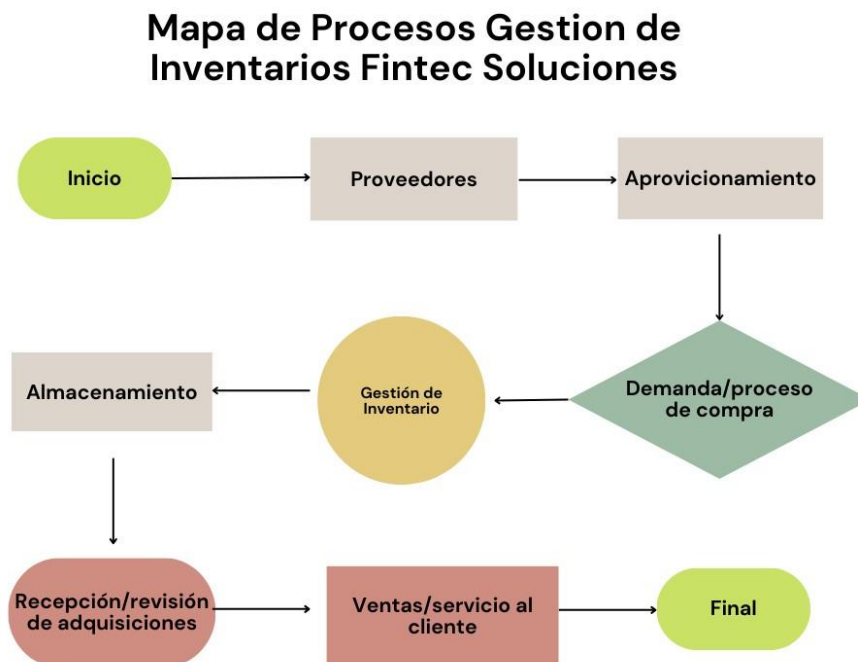 Mapa de Procesos Gestion de
Inventarios Fintec Soluciones
Inicio
Proveedores
Aprovicionamiento
Demanda/proceso
de compra
Gestión de
Inventario
Almacenamiento
Recepción/revisión
de adquisiciones
Ventas/servicio al
cliente
Final